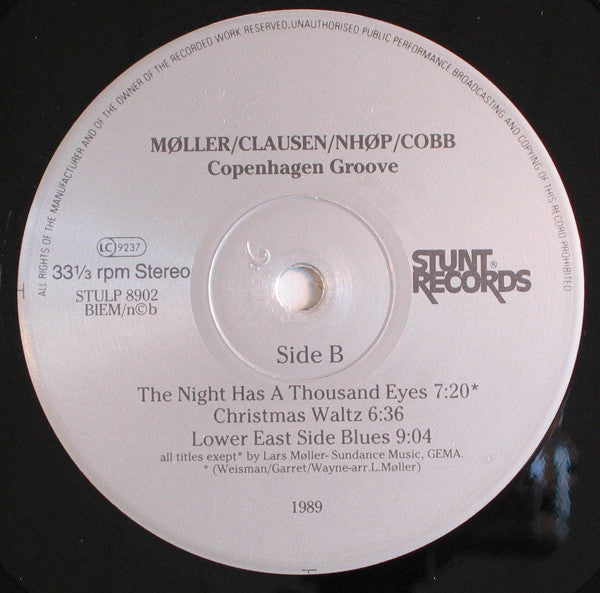 ALL RIGHTS OF THE MANUFACTURER AND OF THE OWNER OF THE RECORDED WORK RESERVED.UNAUTHORISED PUBLIC PERFORMANCE BROADCASTING AND COPYING OF THIS RECORD PROHIBITED
MØLLER/CLAUSEN/NHØP/COBB
Copenhagen Groove
LC 9237
33⅓ rpm Stereo
STULP 8902
BIEM/n©b
STUNT®
RECORDS
Side B
The Night Has A Thousand Eyes 7:20*
Christmas Waltz 6:36
Lower East Side Blues 9:04
all titles exept* by Lars Møller- Sundance Music, GEMA.
* (Weisman/Garret/Wayne-arr.L.Møller)
1989